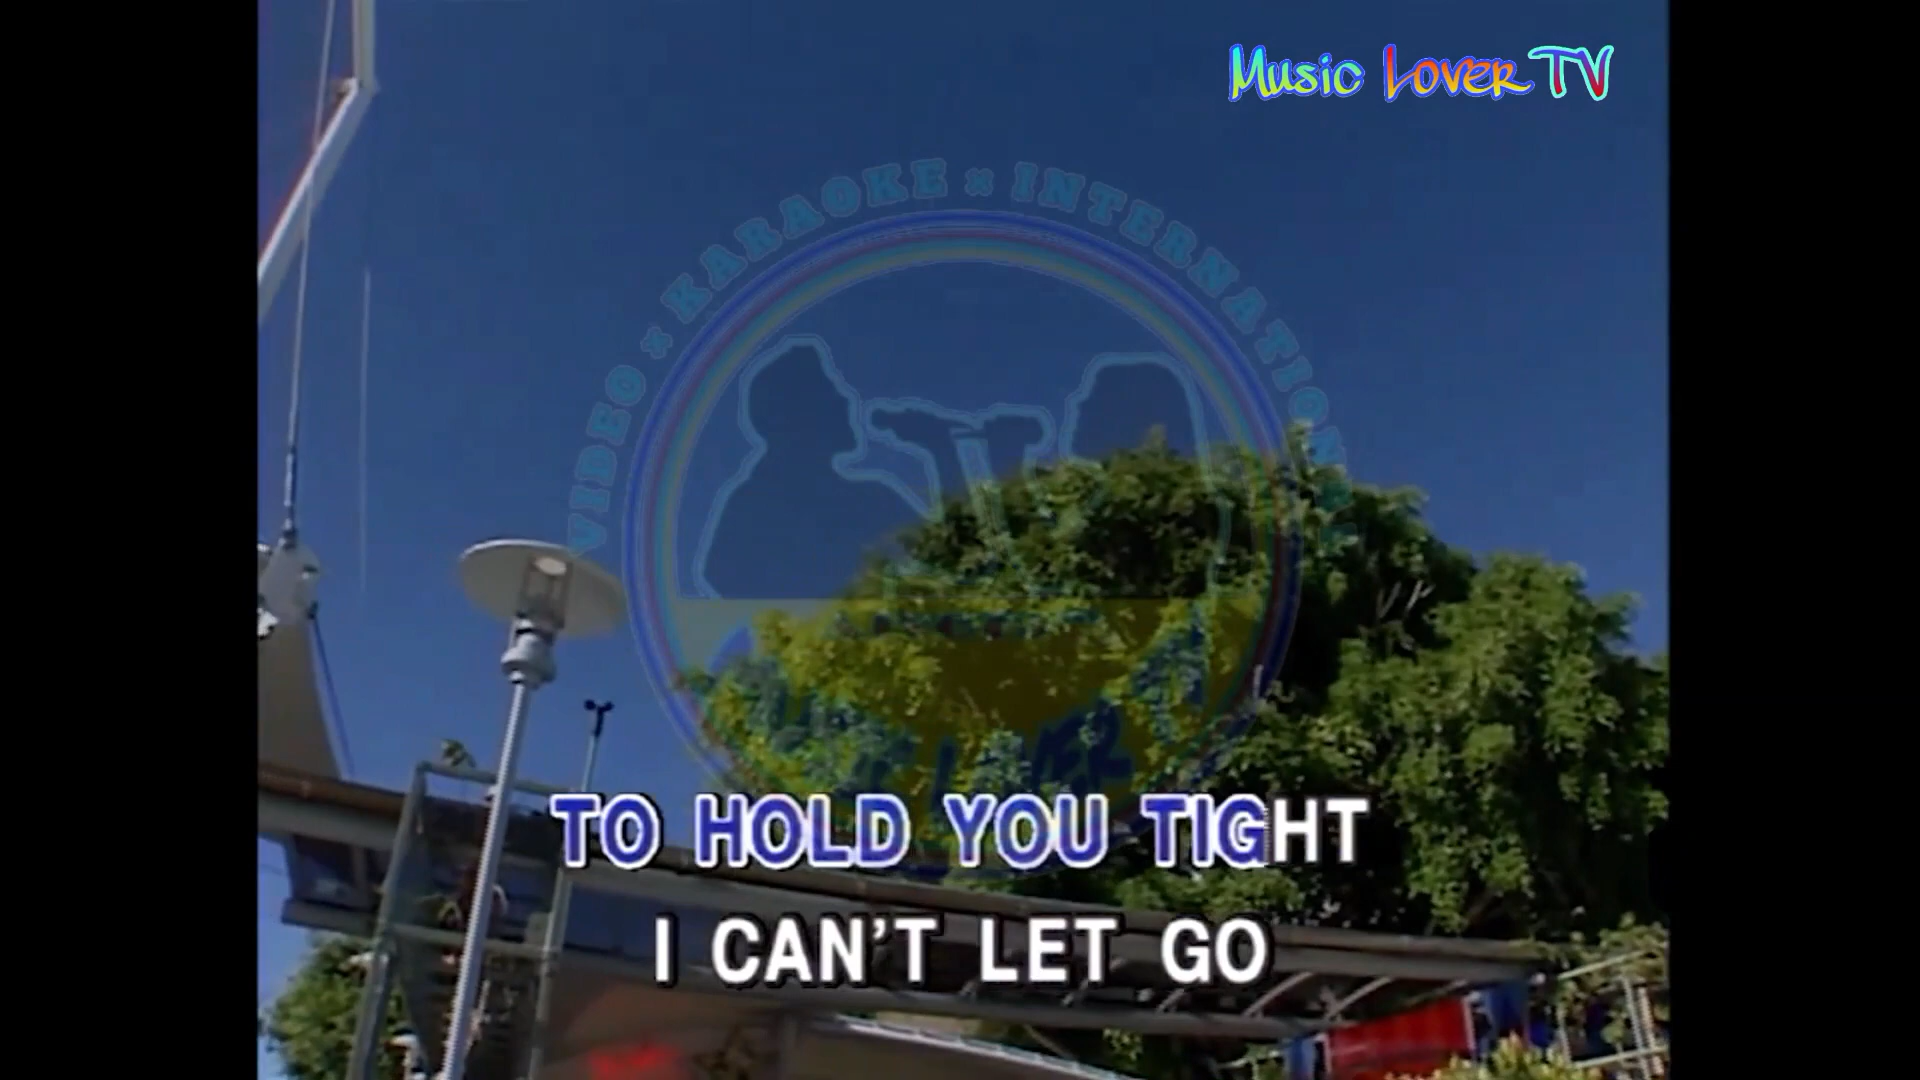 Music Lover TV
VIDEO × KARAOKE × INTERNATIONAL
TO HOLD YOU TIGHT
I CAN'T LET GO